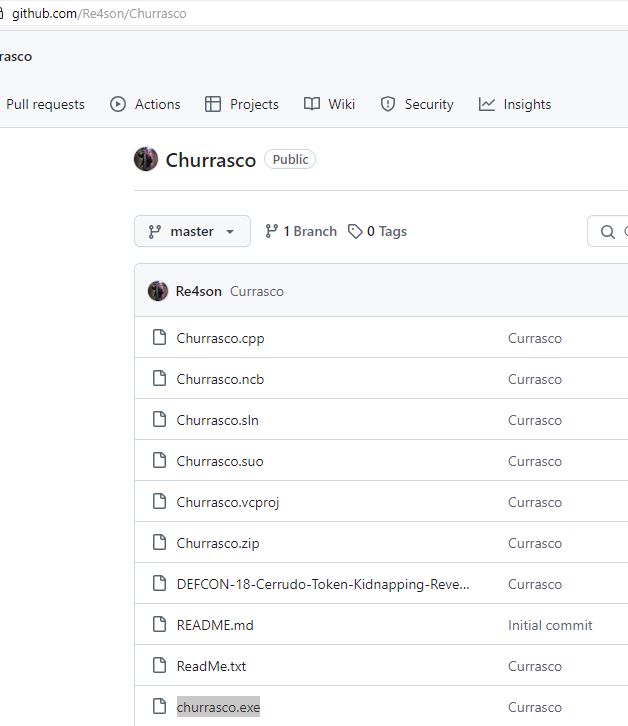 github.com/Re4son/Churrasco
rasco
Pull requests Actions Projects Wiki Security Insights
Churrasco Public
master 1 Branch 0 Tags
Re4son Currasco
Churrasco.cpp Currasco
Churrasco.ncb Currasco
Churrasco.sln Currasco
Churrasco.suo Currasco
Churrasco.vcproj Currasco
Churrasco.zip Currasco
DEFCON-18-Cerrudo-Token-Kidnapping-Reve... Currasco
README.md Initial commit
ReadMe.txt Currasco
churrasco.exe Currasco